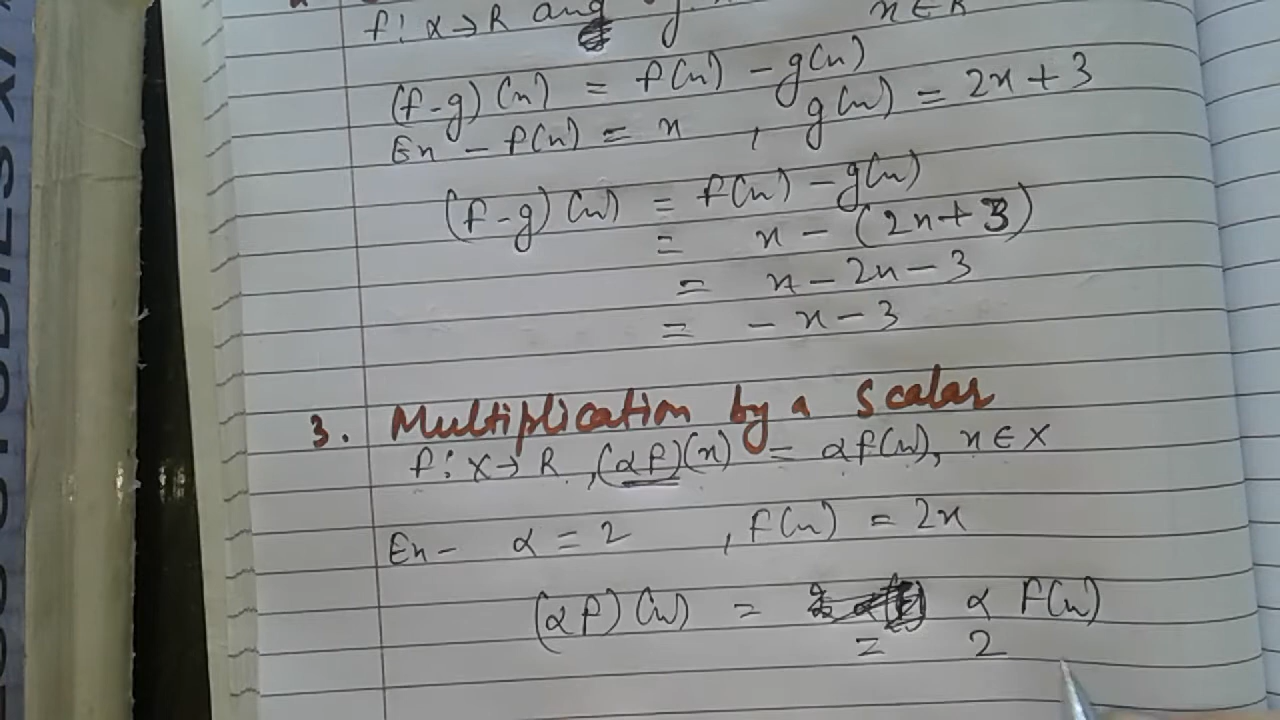 f : X → R and
x ∈ R
(f-g) (x) = f(x) - g(x)
Ex - f(x) = x , g(x) = 2x + 3
(f-g) (x) = f(x) - g(x)
= x - (2x + 3)
= x - 2x - 3
= - x - 3
3. Multiplication by a Scalar
f : X → R , (αf)(x) = αf(x), x ∈ X
Ex - α = 2 , f(x) = 2x
(αf) (x) = α f(x)
= 2